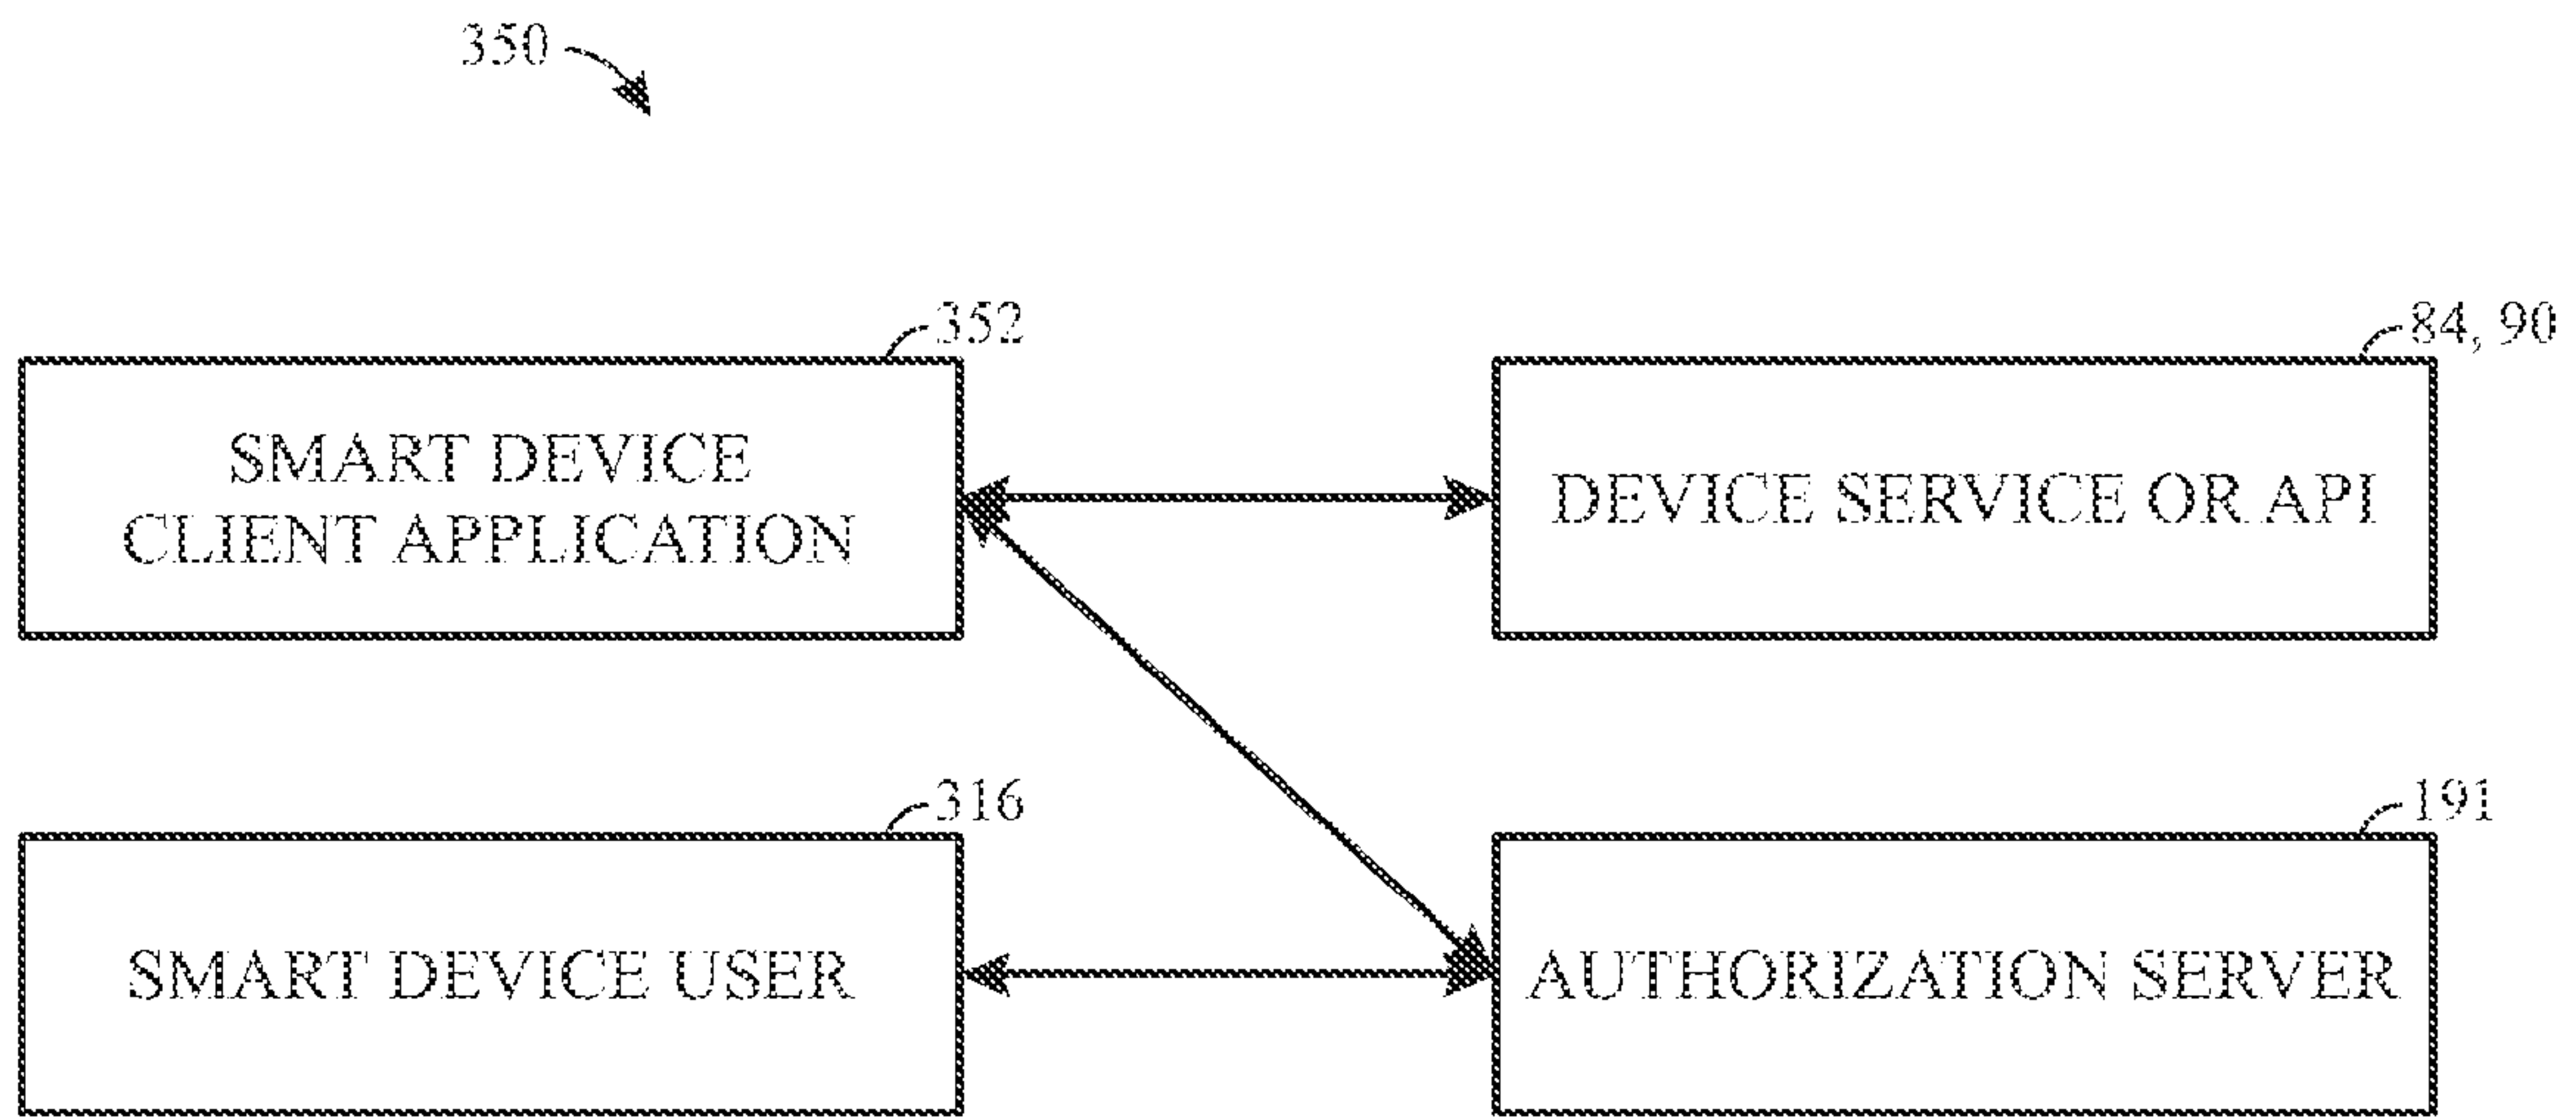 350
352
84, 90
SMART DEVICE
CLIENT APPLICATION
DEVICE SERVICE OR API
316
191
SMART DEVICE USER
AUTHORIZATION SERVER